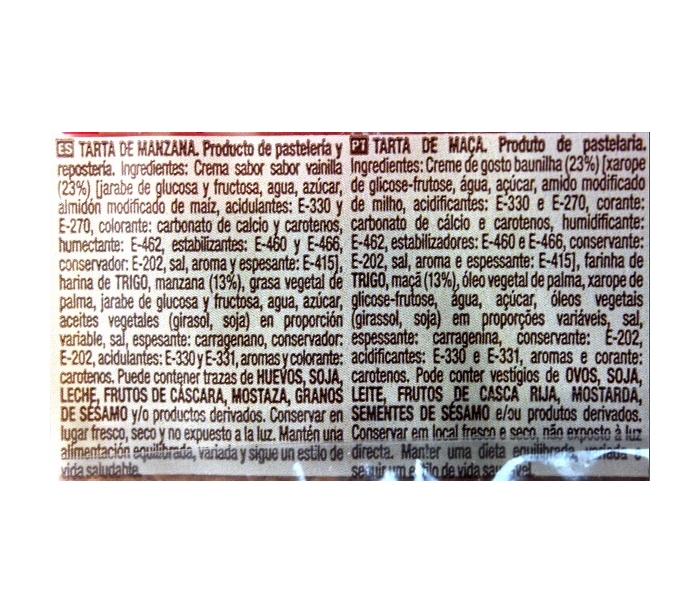 ES TARTA DE MANZANA. Producto de pastelería y
repostería. Ingredientes: Crema sabor sabor vainilla
(23%) [jarabe de glucosa y fructosa, agua, azúcar,
almidón modificado de maíz, acidulantes: E-330 y
E-270, colorante: carbonato de calcio y carotenos,
humectante: E-462, estabilizantes: E-460 y E-466,
conservador: E-202, sal, aroma y espesante: E-415],
harina de TRIGO, manzana (13%), grasa vegetal de
palma, jarabe de glucosa y fructosa, agua, azúcar,
aceites vegetales (girasol, soja) en proporción
variable, sal, espesante: carragenano, conservador:
E-202, acidulantes: E-330 y E-331, aromas y colorante:
carotenos. Puede contener trazas de HUEVOS, SOJA,
LECHE, FRUTOS DE CÁSCARA, MOSTAZA, GRANOS
DE SÉSAMO y/o productos derivados. Conservar en
lugar fresco, seco y no expuesto a la luz. Mantén una
alimentación equilibrada, variada y sigue un estilo de
vida saludable.
PT TARTA DE MAÇA. Produto de pastelaria.
Ingredientes: Creme de gosto baunilha (23%) [xarope
de glicose-frutose, água, açúcar, amido modificado
de milho, acidificantes: E-330 e E-270, corante:
carbonato de cálcio e carotenos, humidificante:
E-462, estabilizadores: E-460 e E-466, conservante:
E-202, sal, aroma e espessante: E-415], farinha de
TRIGO, maçã (13%), óleo vegetal de palma, xarope de
glicose-frutose, água, açúcar, óleos vegetais
(girassol, soja) em proporções variáveis, sal,
espessante: carragenina, conservante: E-202,
acidificantes: E-330 e E-331, aromas e corante:
carotenos. Pode conter vestígios de OVOS, SOJA,
LEITE, FRUTOS DE CASCA RIJA, MOSTARDA,
SEMENTES DE SÉSAMO e/ou produtos derivados.
Conservar em local fresco e seco, não exposto à luz
directa. Manter uma dieta equilibrada, variada e
seguir um estilo de vida